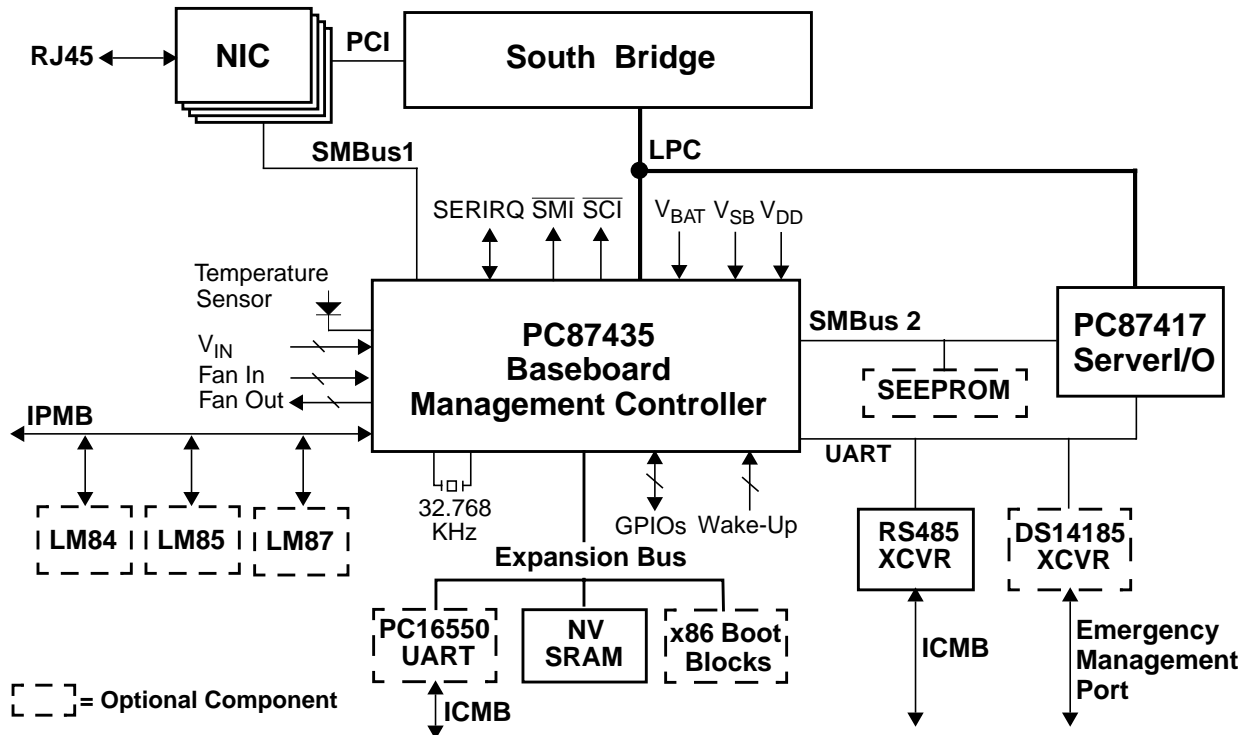 RJ45
NIC
PCI
South Bridge
SMBus1
LPC
SERIRQ
SMI
SCI
VBAT
VSB
VDD
Temperature
Sensor
VIN
Fan In
Fan Out
IPMB
PC87435
Baseboard
Management Controller
SMBus 2
PC87417
ServerI/O
SEEPROM
UART
LM84
LM85
LM87
32.768
KHz
GPIOs
Wake-Up
RS485
XCVR
DS14185
XCVR
Expansion Bus
PC16550
UART
NV
SRAM
x86 Boot
Blocks
ICMB
ICMB
Emergency
Management
Port
= Optional Component